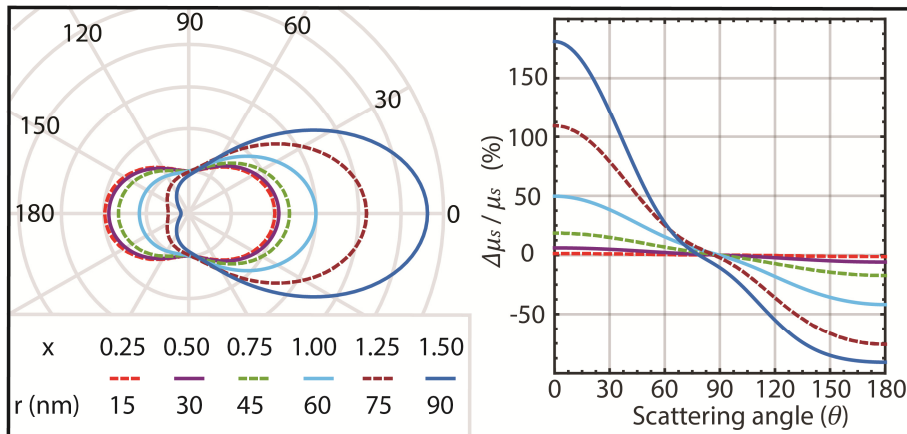 120
90
60
150
30
180
0
x 0.25 0.50 0.75 1.00 1.25 1.50
r (nm) 15 30 45 60 75 90
Δμs / μs (%)
150
100
50
0
-50
0 30 60 90 120 150 180
Scattering angle (θ)